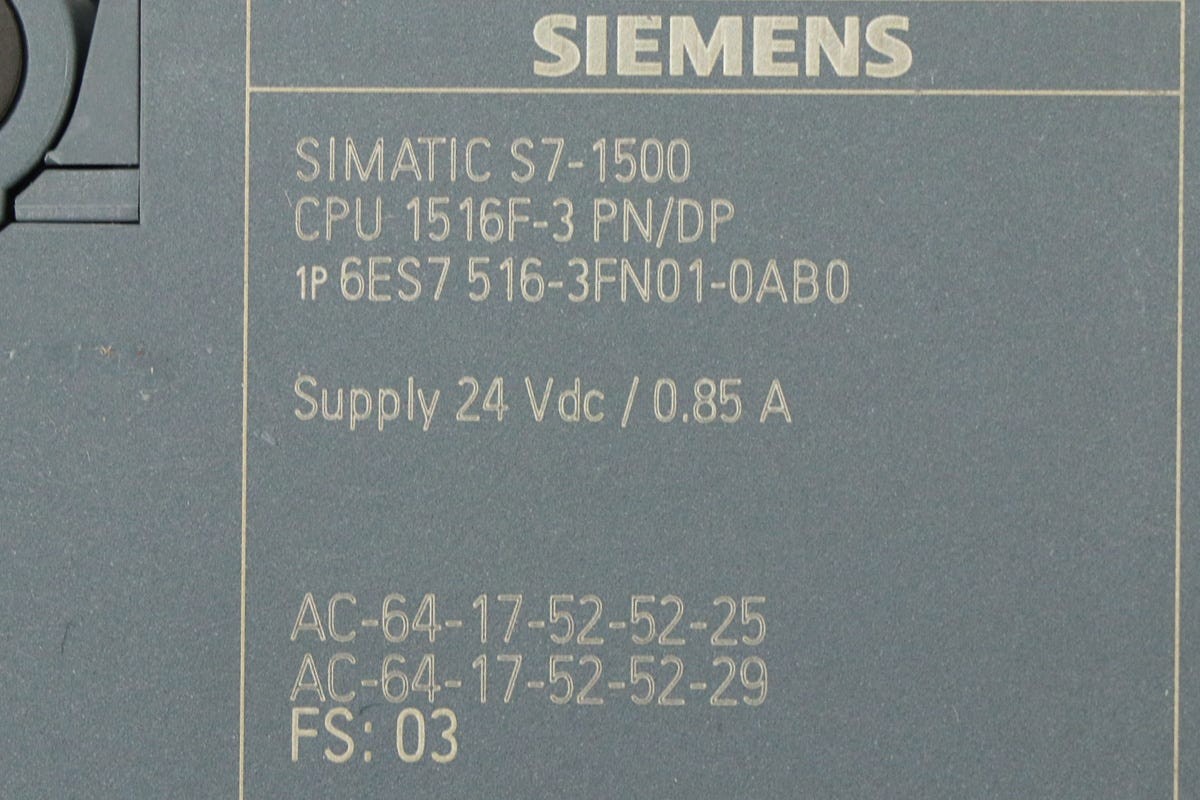 SIEMENS
SIMATIC S7-1500
CPU 1516F-3 PN/DP
1P 6ES7 516-3FN01-0AB0
Supply 24 Vdc / 0.85 A
AC-64-17-52-52-25
AC-64-17-52-52-29
FS: 03